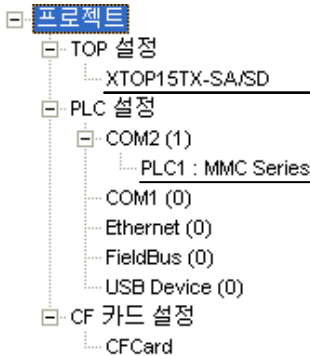 프로젝트
TOP 설정
XTOP15TX-SA/SD
PLC 설정
COM2 (1)
PLC1 : MMC Series
COM1 (0)
Ethernet (0)
FieldBus (0)
USB Device (0)
CF 카드 설정
CFCard